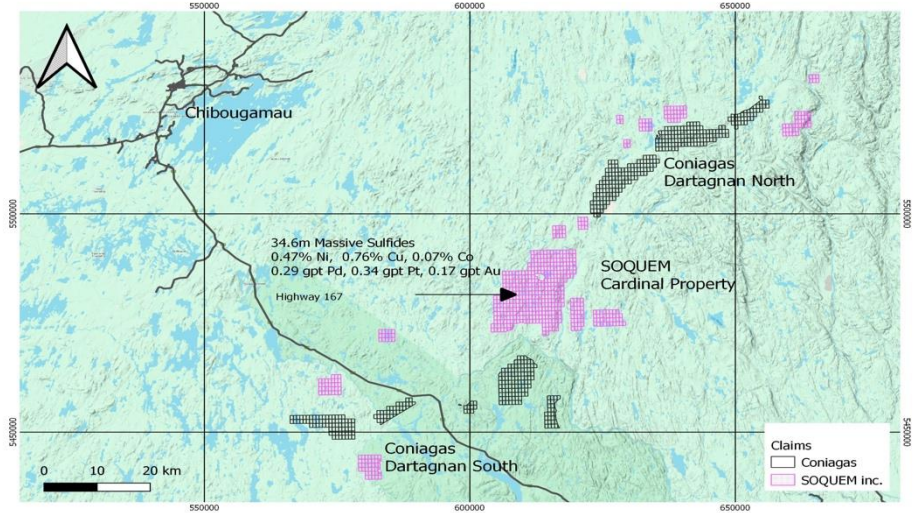 550000
600000
650000
Chibougamau
Coniagas
Dartagnan North
5500000
5500000
34.6m Massive Sulfides
0.47% Ni, 0.76% Cu, 0.07% Co
0.29 gpt Pd, 0.34 gpt Pt, 0.17 gpt Au
SOQUEM
Cardinal Property
Highway 167
5450000
5450000
Coniagas
Dartagnan South
0 10 20 km
Claims
Coniagas
SOQUEM inc.
550000
600000
650000